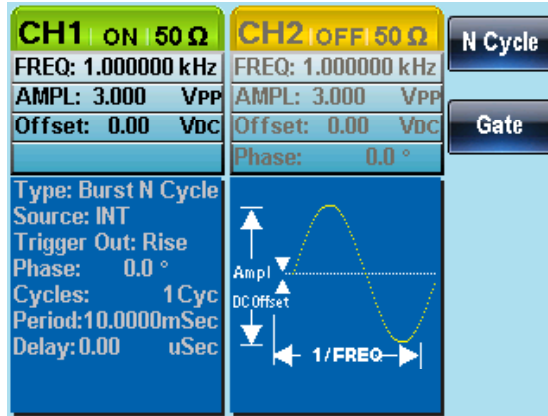 CH1 ON 50 Ω
FREQ: 1.000000 kHz
AMPL: 3.000 VPP
Offset: 0.00 VDC
CH2 OFF 50 Ω
FREQ: 1.000000 kHz
AMPL: 3.000 VPP
Offset: 0.00 VDC
Phase: 0.0 °
N Cycle
Gate
Type: Burst N Cycle
Source: INT
Trigger Out: Rise
Phase: 0.0 °
Cycles: 1 Cyc
Period:10.0000mSec
Delay:0.00 uSec
Ampl
DC Offset
1/FREQ